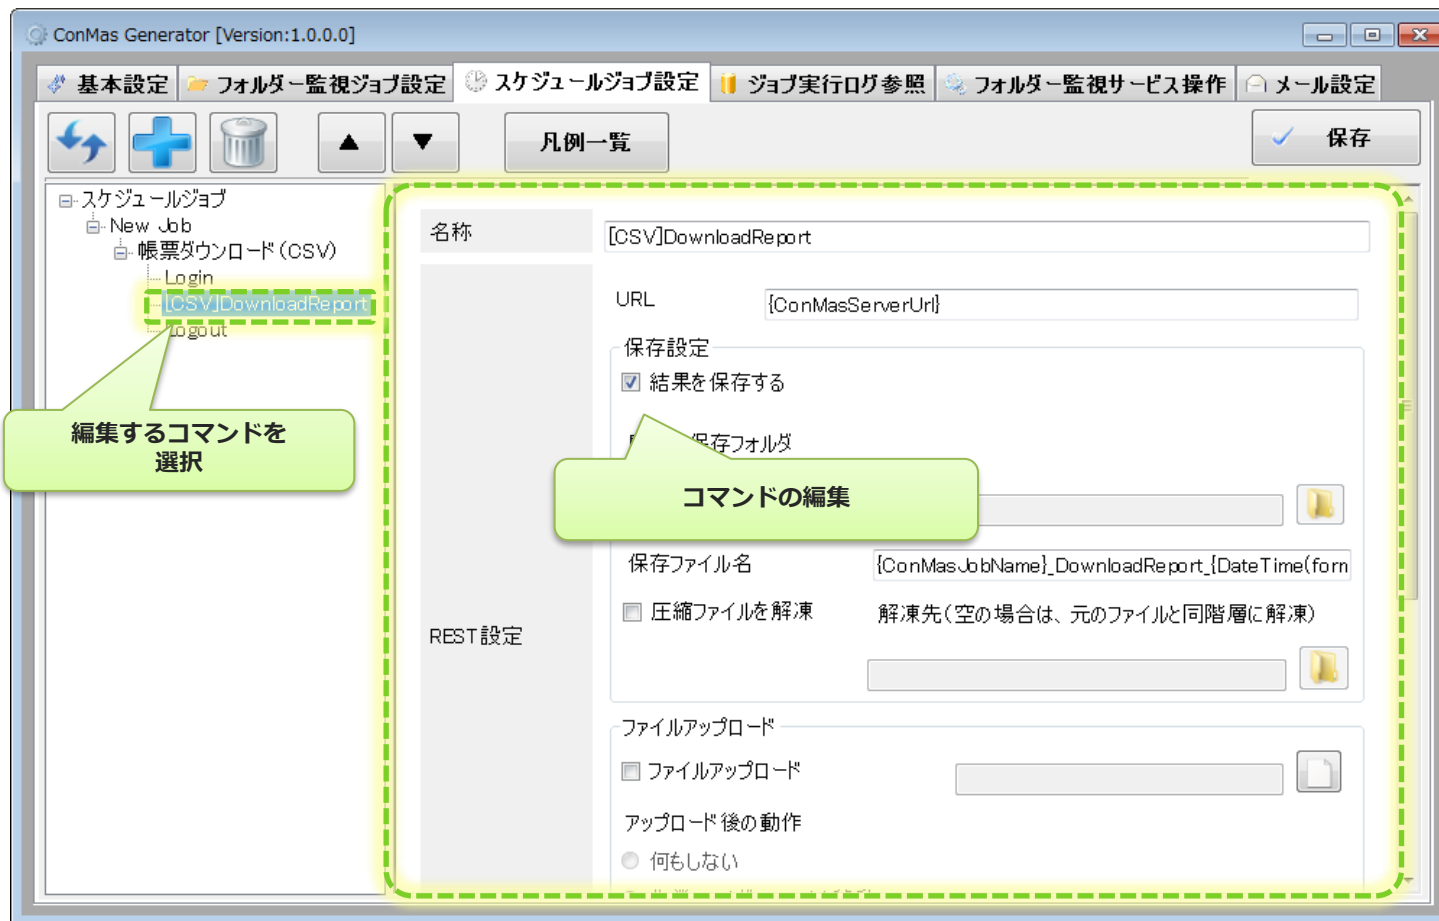 ConMas Generator [Version:1.0.0.0]
基本設定 フォルダー監視ジョブ設定 スケジュールジョブ設定 ジョブ実行ログ参照 フォルダー監視サービス操作 メール設定
▲ ▼ 凡例一覧 保存
スケジュールジョブ
New Job
帳票ダウンロード(CSV)
Login
[CSV]DownloadReport
Logout
編集するコマンドを
選択
名称 [CSV]DownloadReport
REST設定
URL {ConMasServerUrl}
保存設定
結果を保存する
保存フォルダ
コマンドの編集
保存ファイル名 {ConMasJobName}_DownloadReport_{DateTime(forn
圧縮ファイルを解凍 解凍先(空の場合は、元のファイルと同階層に解凍)
ファイルアップロード
ファイルアップロード
アップロード後の動作
何もしない